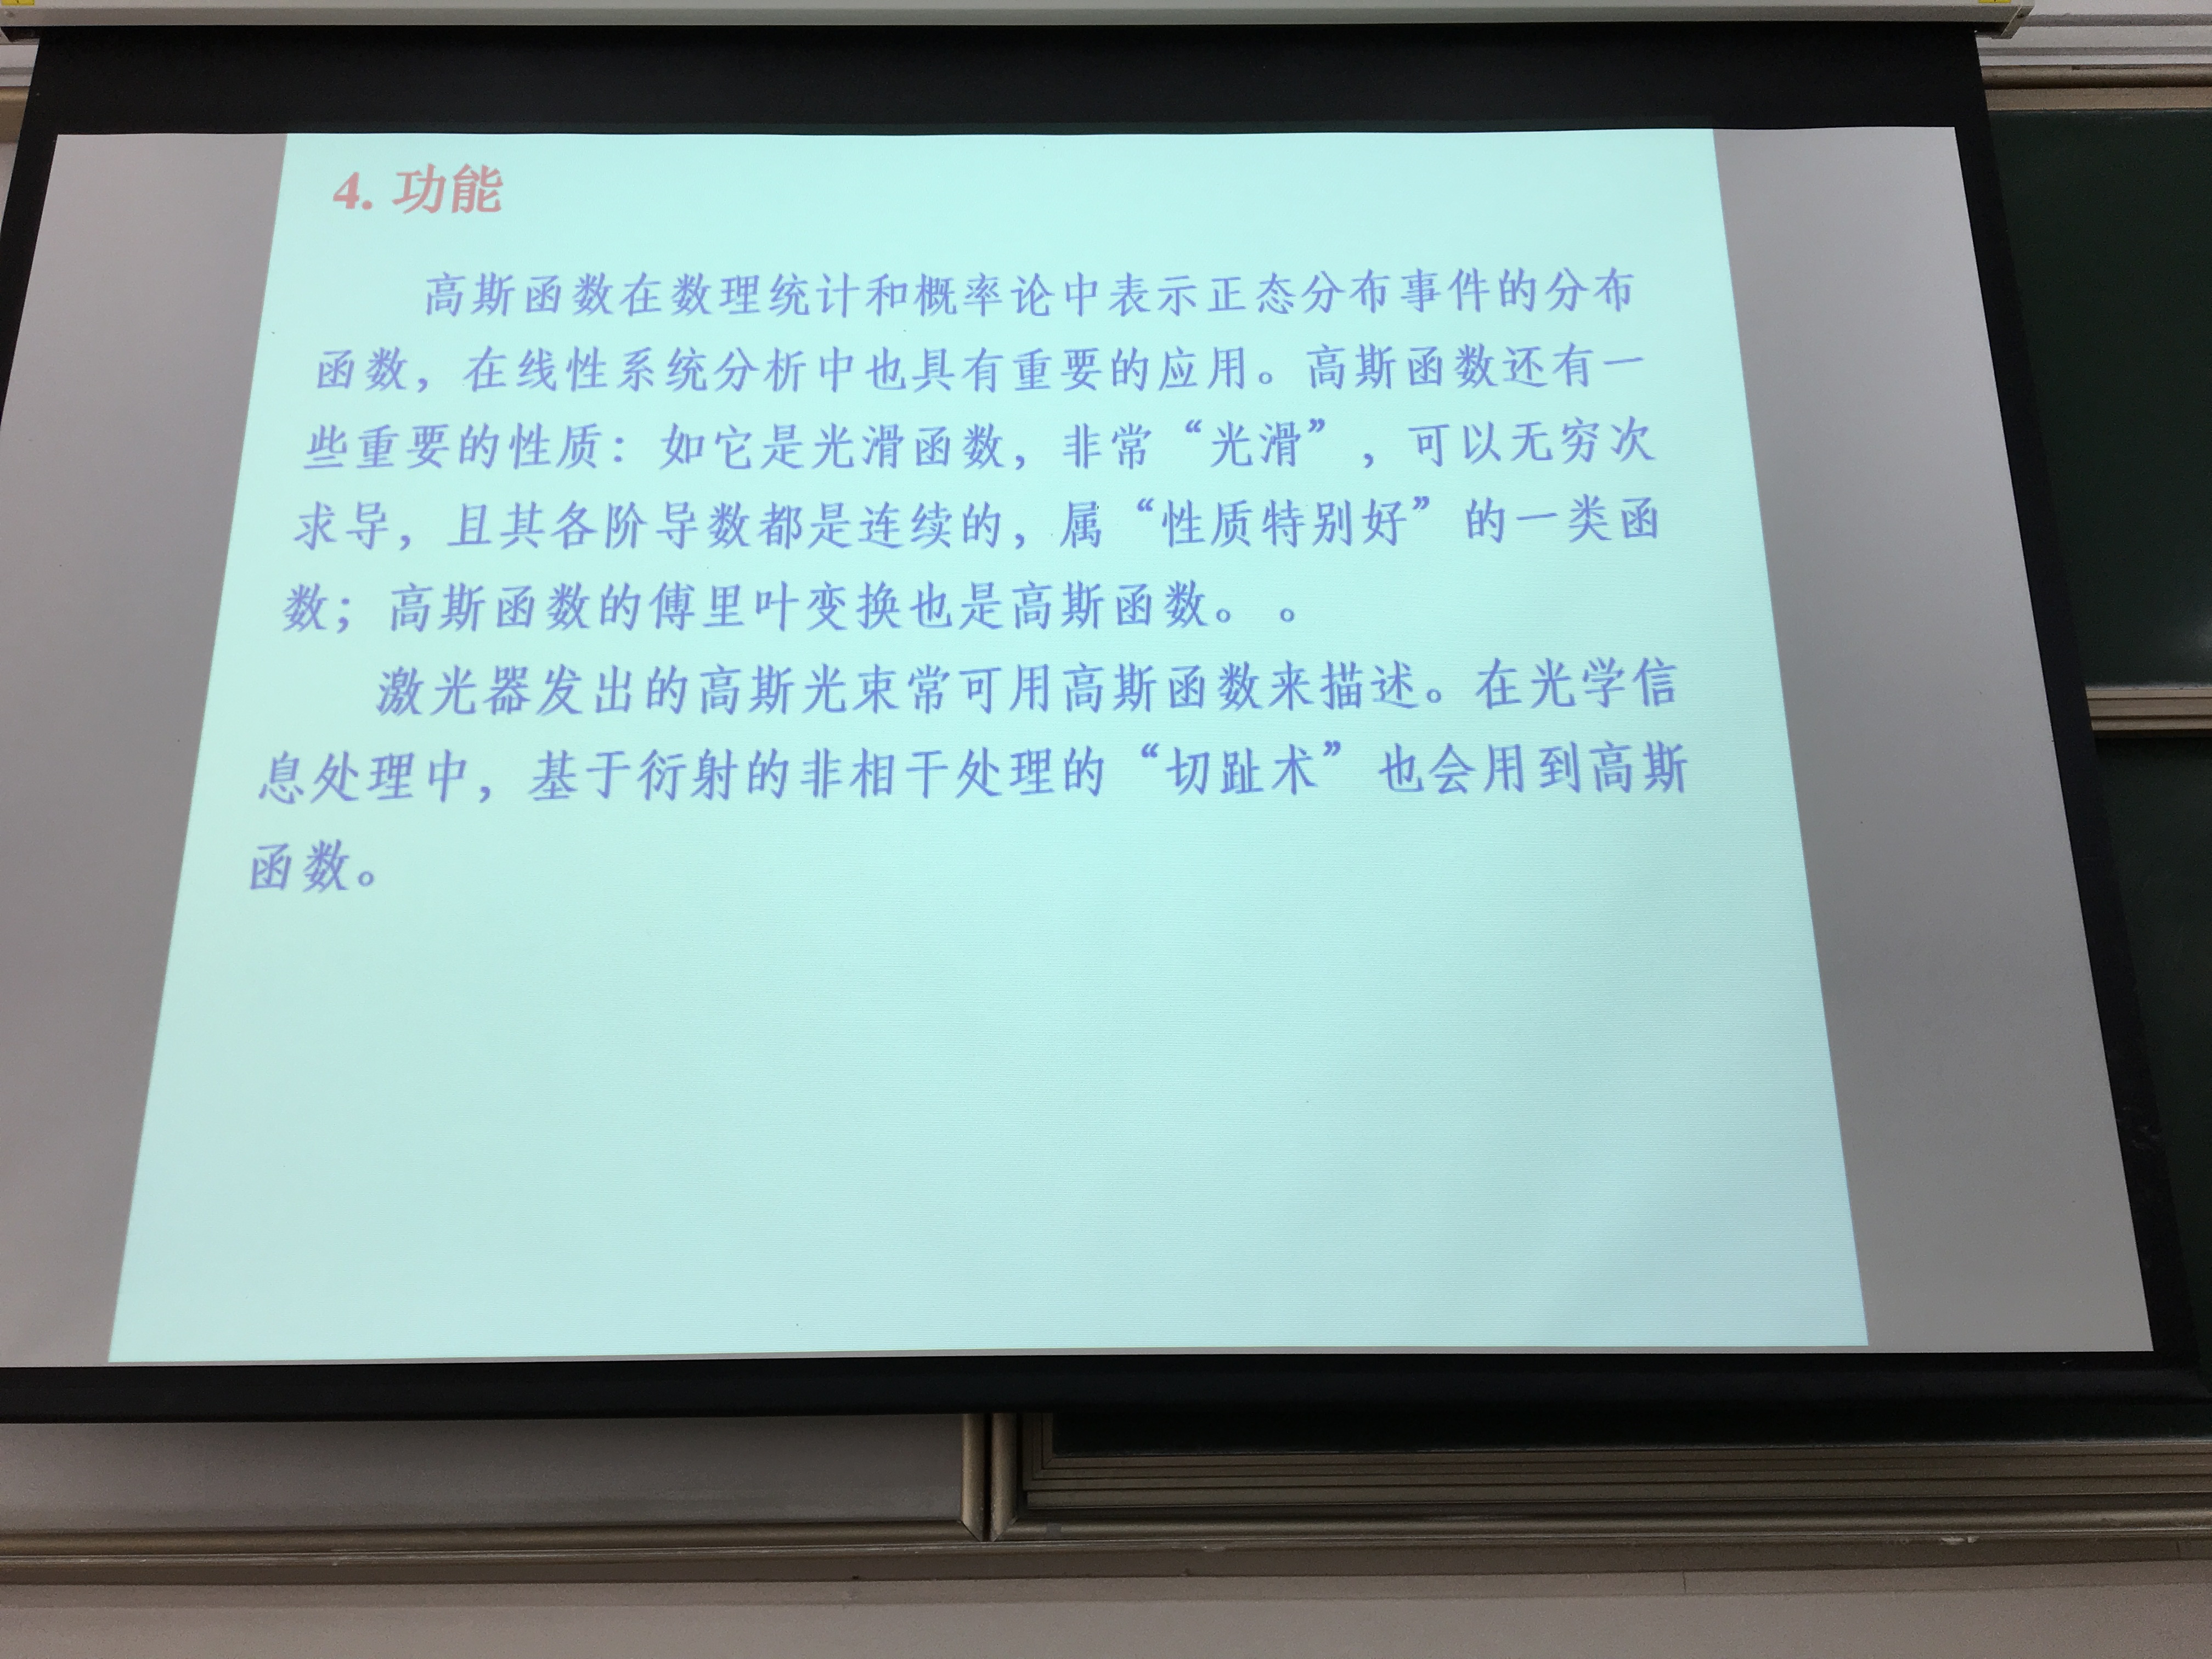 4. 功能
高斯函数在数理统计和概率论中表示正态分布事件的分布
函数，在线性系统分析中也具有重要的应用。高斯函数还有一
些重要的性质：如它是光滑函数，非常“光滑”，可以无穷次
求导，且其各阶导数都是连续的，属“性质特别好”的一类函
数；高斯函数的傅里叶变换也是高斯函数。 。
激光器发出的高斯光束常可用高斯函数来描述。在光学信
息处理中，基于衍射的非相干处理的“切趾术”也会用到高斯
函数。